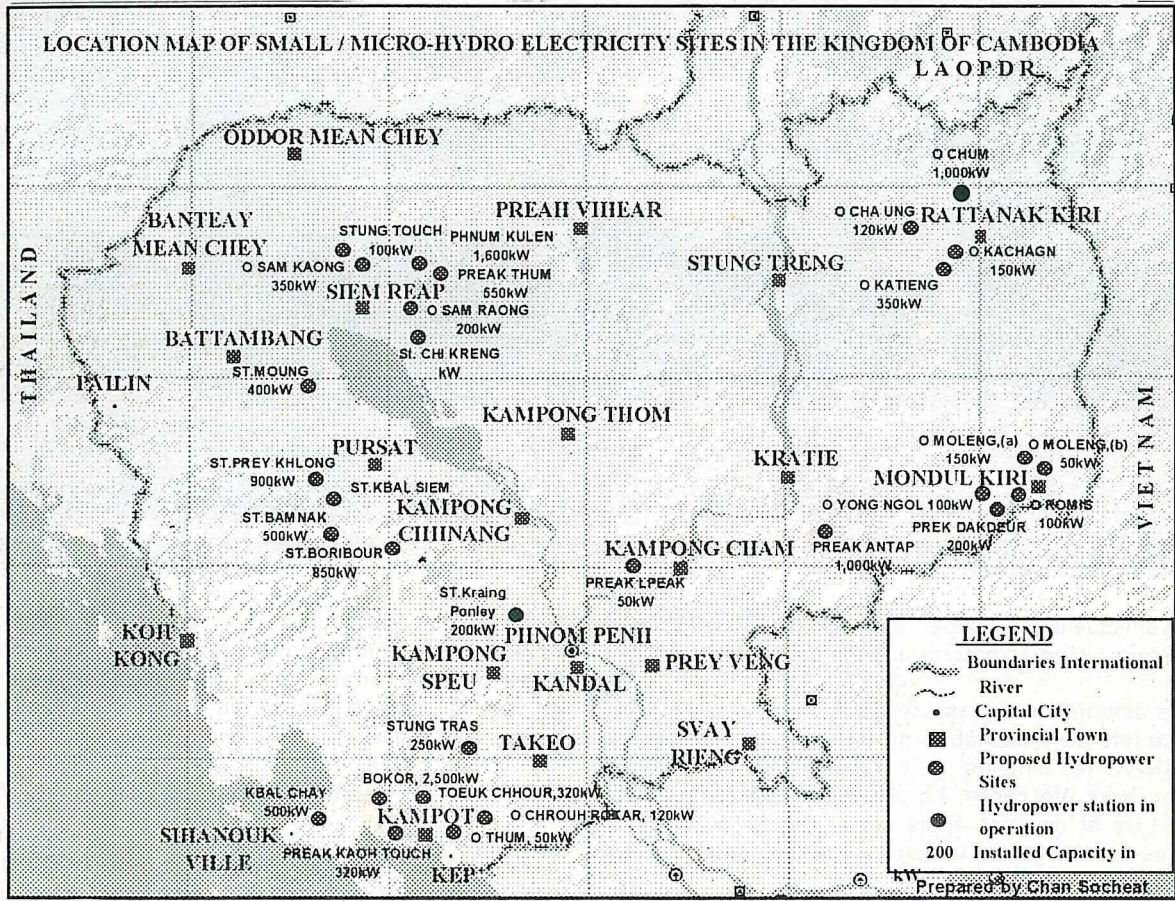 LOCATION MAP OF SMALL / MICRO-HYDRO ELECTRICITY SITES IN THE KINGDOM OF CAMBODIA
LAOPDR
ODDOR MEAN CHEY
O CHUM
1,000kW
BANTEAY
MEAN CHEY
STUNG TOUCH
100kW
PHNUM KULEN
1,600kW
PREAH VIHEAR
O CHA UNG
120kW
RATTANAK KIRI
O SAM KAONG
350kW
PREAK THUM
550kW
STUNG TRENG
O KACHAGN
150kW
O KATIENG
350kW
SIEM REAP
O SAM RAONG
200kW
THAILAND
BATTAMBANG
St. CHI KRENG
kW
PAILIN
ST.MOUNG
400kW
KAMPONG THOM
VIETNAM
PURSAT
KRATIE
O MOLENG,(a)
150kW
O MOLENG,(b)
50kW
ST.PREY KHLONG
900kW
ST.KBAL SIEM
MONDUL KIRI
ST.BAMNAK
500kW
KAMPONG
CHHNANG
O YONG NGOL 100kW
O ROMIS
100KW
PREK DAKDEUR
200kW
ST.BORIBOUR
850kW
KAMPONG CHAM
PREAK ANTAP
1,000kW
PREAK LPEAK
50kW
ST.Kraing
Ponley
200kW
KOH
KONG
PHNOM PENH
KAMPONG
SPEU
KANDAL
PREY VENG
STUNG TRAS
250kW
TAKEO
SVAY
RIENG
BOKOR, 2,500kW
KBAL CHAY
500kW
TOEUK CHHOUR,320kW
SIHANOUK
VILLE
KAMPOT
O CHROUH ROKAR, 120kW
O THUM, 50kW
PREAK KAOH TOUCH
320kW
KEP
LEGEND
Boundaries International
River
Capital City
Provincial Town
Proposed Hydropower
Sites
Hydropower station in
operation
200 Installed Capacity in
kW
Prepared by Chan Socheat